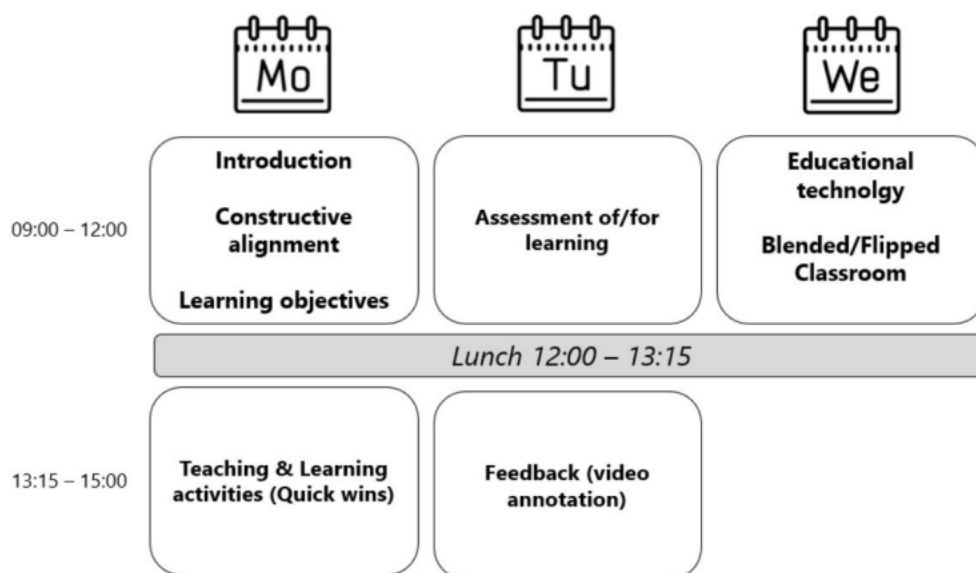 Mo
Tu
We
09:00 – 12:00
Introduction
Constructive
alignment
Learning objectives
Assessment of/for
learning
Educational
technolgy
Blended/Flipped
Classroom
Lunch 12:00 – 13:15
13:15 – 15:00
Teaching & Learning
activities (Quick wins)
Feedback (video
annotation)